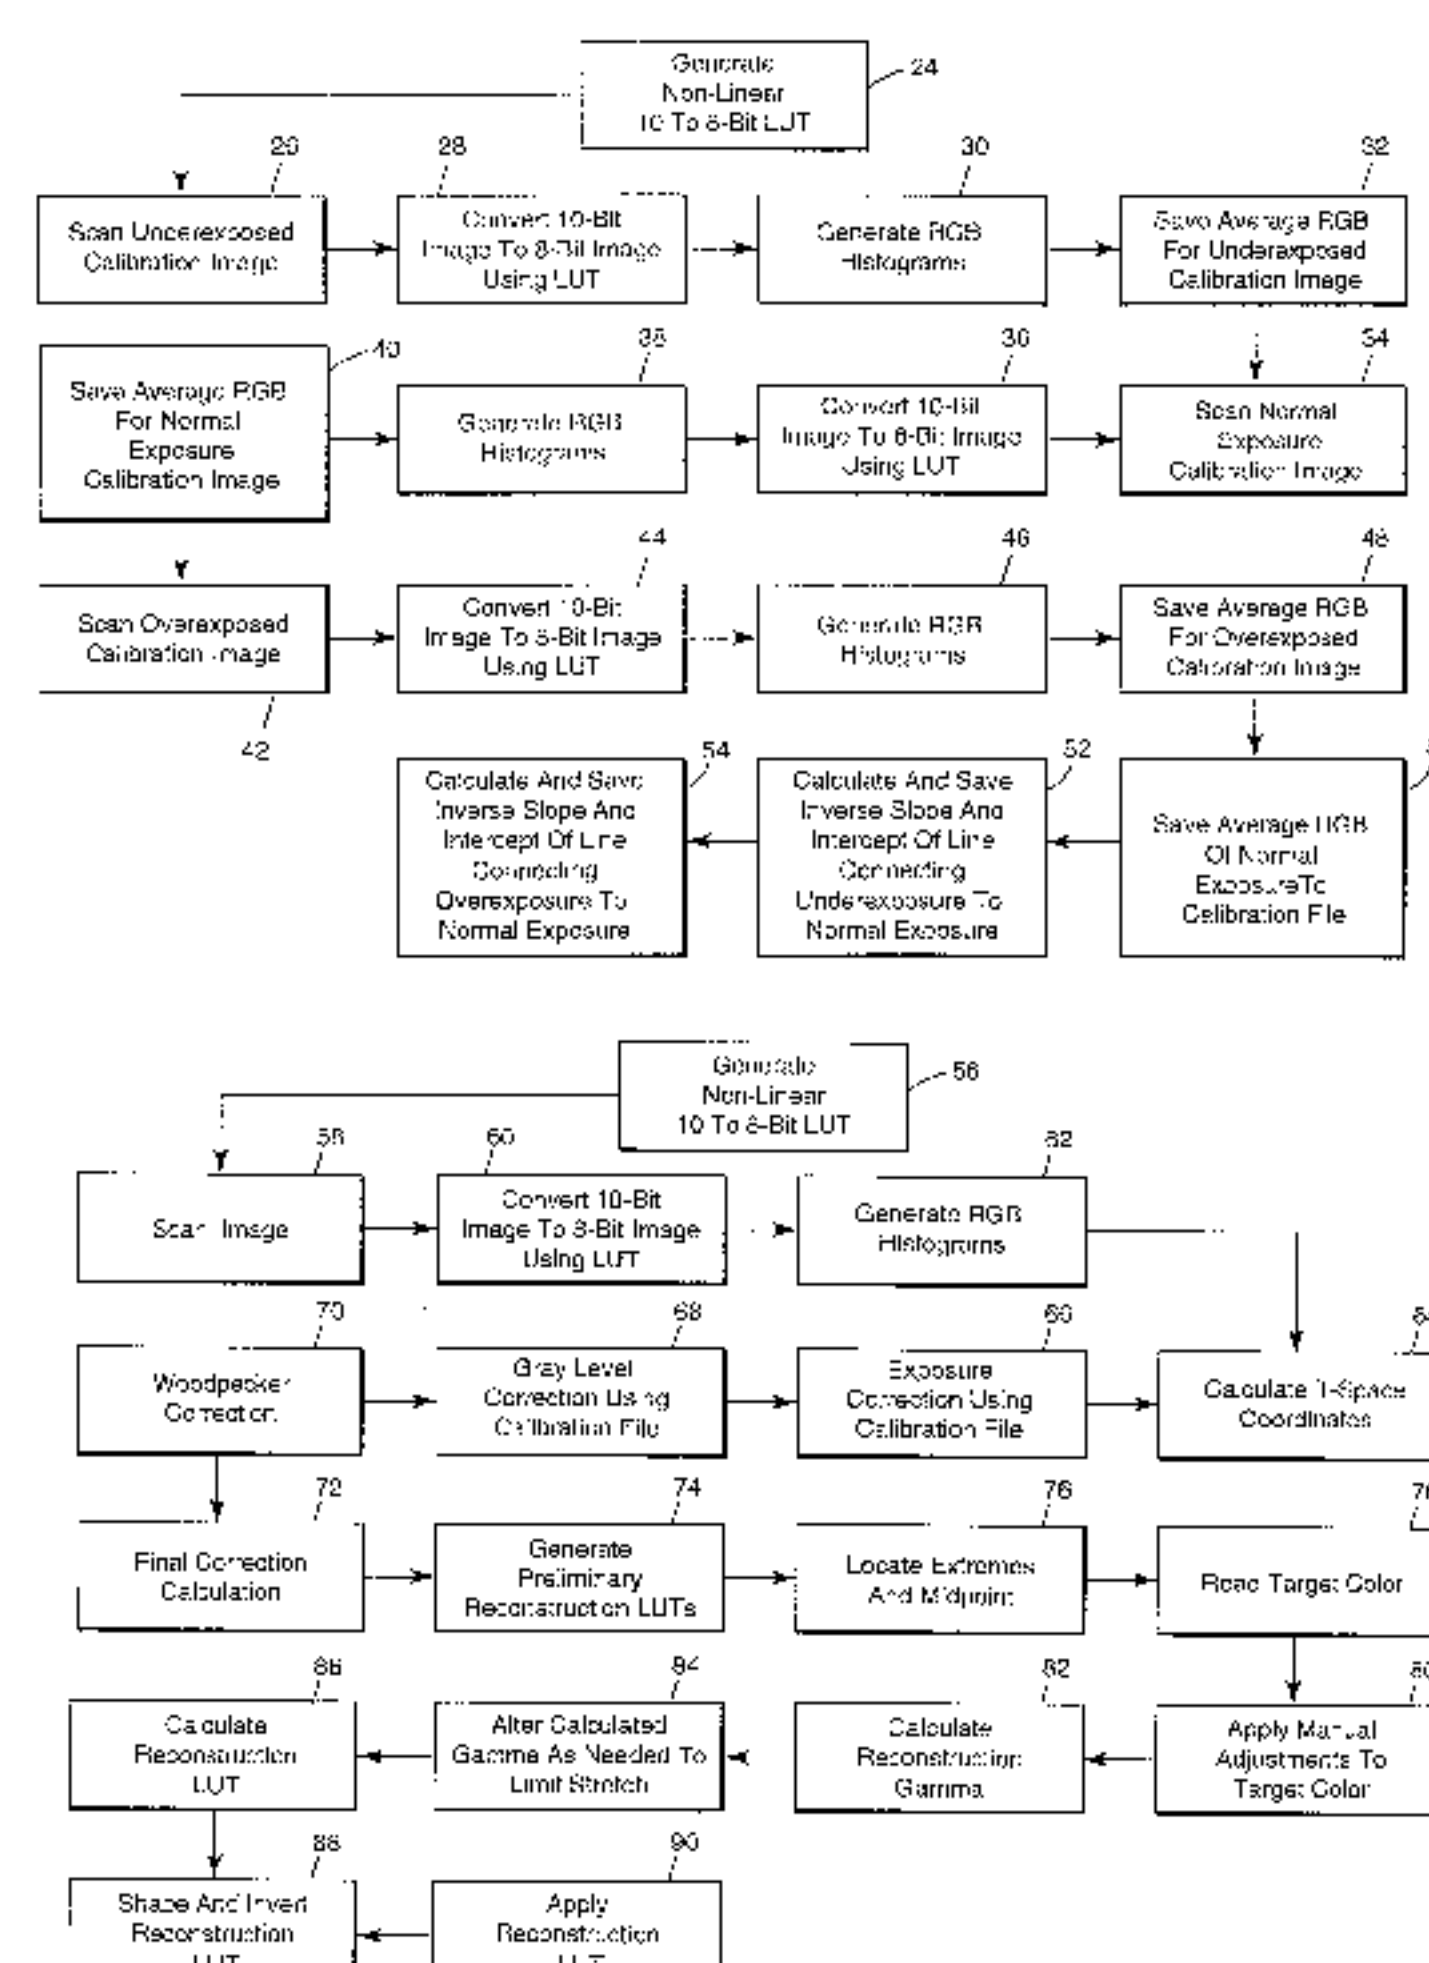 Generate
Non-Linear
10 To 8-Bit LUT
24
26
28
30
32
Scan Underexposed
Calibration Image
Convert 10-Bit
Image To 8-Bit Image
Using LUT
Generate RGB
Histograms
Save Average RGB
For Underexposed
Calibration Image
40
38
36
34
Save Average RGB
For Normal
Exposure
Calibration Image
Generate RGB
Histograms
Convert 10-Bit
Image To 8-Bit Image
Using LUT
Scan Normal
Exposure
Calibration Image
44
46
48
Scan Overexposed
Calibration Image
Convert 10-Bit
Image To 8-Bit Image
Using LUT
Generate RGB
Histograms
Save Average RGB
For Overexposed
Calibration Image
42
54
52
Calculate And Save
Inverse Slope And
Intercept Of Line
Connecting
Overexposure To
Normal Exposure
Calculate And Save
Inverse Slope And
Intercept Of Line
Connecting
Underexposure To
Normal Exposure
Save Average RGB
Of Normal
ExposureTo
Calibration File
Generate
Non-Linear
10 To 8-Bit LUT
56
58
60
62
Scan Image
Convert 10-Bit
Image To 8-Bit Image
Using LUT
Generate RGB
Histograms
70
68
66
Woodpecker
Correction
Gray Level
Correction Using
Calibration File
Exposure
Correction Using
Calibration File
Calculate T-Space
Coordinates
72
74
76
Final Correction
Calculation
Generate
Preliminary
Reconstruction LUTs
Locate Extremes
And Midpoint
Read Target Color
86
84
82
Calculate
Reconstruction
LUT
Alter Calculated
Gamma As Needed To
Limit Stretch
Calculate
Reconstruction
Gamma
Apply Manual
Adjustments To
Target Color
88
90
Shape And Invert
Reconstruction
LUT
Apply
Reconstruction
LUT